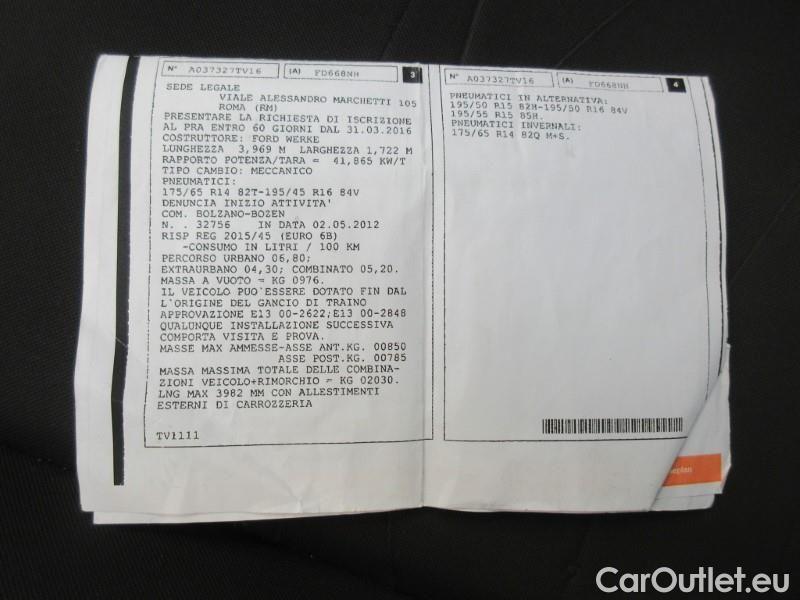 N° A037327TV16 (A) FD668NH 3
SEDE LEGALE
VIALE ALESSANDRO MARCHETTI 105
ROMA (RM)
PRESENTARE LA RICHIESTA DI ISCRIZIONE
AL PRA ENTRO 60 GIORNI DAL 31.03.2016
COSTRUTTORE: FORD WERKE
LUNGHEZZA 3,969 M LARGHEZZA 1,722 M
RAPPORTO POTENZA/TARA = 41,865 KW/T
TIPO CAMBIO: MECCANICO
PNEUMATICI:
175/65 R14 82T-195/45 R16 84V
DENUNCIA INIZIO ATTIVITA'
COM. BOLZANO-BOZEN
N. . 32756 IN DATA 02.05.2012
RISP REG 2015/45 (EURO 6B)
-CONSUMO IN LITRI / 100 KM
PERCORSO URBANO 06,80;
EXTRAURBANO 04,30; COMBINATO 05,20.
MASSA A VUOTO = KG 0976.
IL VEICOLO PUO'ESSERE DOTATO FIN DAL
L'ORIGINE DEL GANCIO DI TRAINO
APPROVAZIONE E13 00-2622;E13 00-2848
QUALUNQUE INSTALLAZIONE SUCCESSIVA
COMPORTA VISITA E PROVA.
MASSE MAX AMMESSE-ASSE ANT.KG. 00850
ASSE POST.KG. 00785
MASSA MASSIMA TOTALE DELLE COMBINA-
ZIONI VEICOLO+RIMORCHIO = KG 02030.
LNG MAX 3982 MM CON ALLESTIMENTI
ESTERNI DI CARROZZERIA
TV1111
N° A037327TV16 (A) FD668NH 4
PNEUMATICI IN ALTERNATIVA:
195/50 R15 82H-195/50 R16 84V
195/55 R15 85H.
PNEUMATICI INVERNALI:
175/65 R14 82Q M+S.
CarOutlet.eu